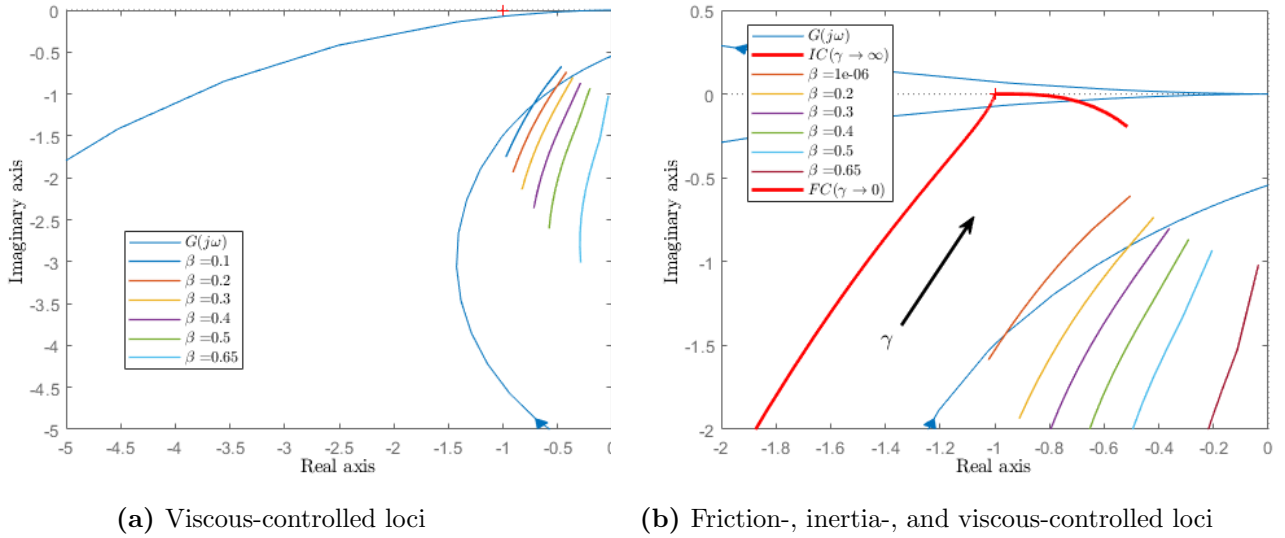 0
-0.5
-1
-1.5
-2
-2.5
-3
-3.5
-4
-4.5
-5
Imaginary axis
G(jω)
β =0.1
β =0.2
β =0.3
β =0.4
β =0.5
β =0.65
-5 -4.5 -4 -3.5 -3 -2.5 -2 -1.5 -1 -0.5 0
Real axis
(a) Viscous-controlled loci
0.5
0
-0.5
-1
-1.5
-2
Imaginary axis
G(jω)
IC(γ → ∞)
β =1e-06
β =0.2
β =0.3
β =0.4
β =0.5
β =0.65
FC(γ → 0)
γ
-2 -1.8 -1.6 -1.4 -1.2 -1 -0.8 -0.6 -0.4 -0.2 0
Real axis
(b) Friction-, inertia-, and viscous-controlled loci